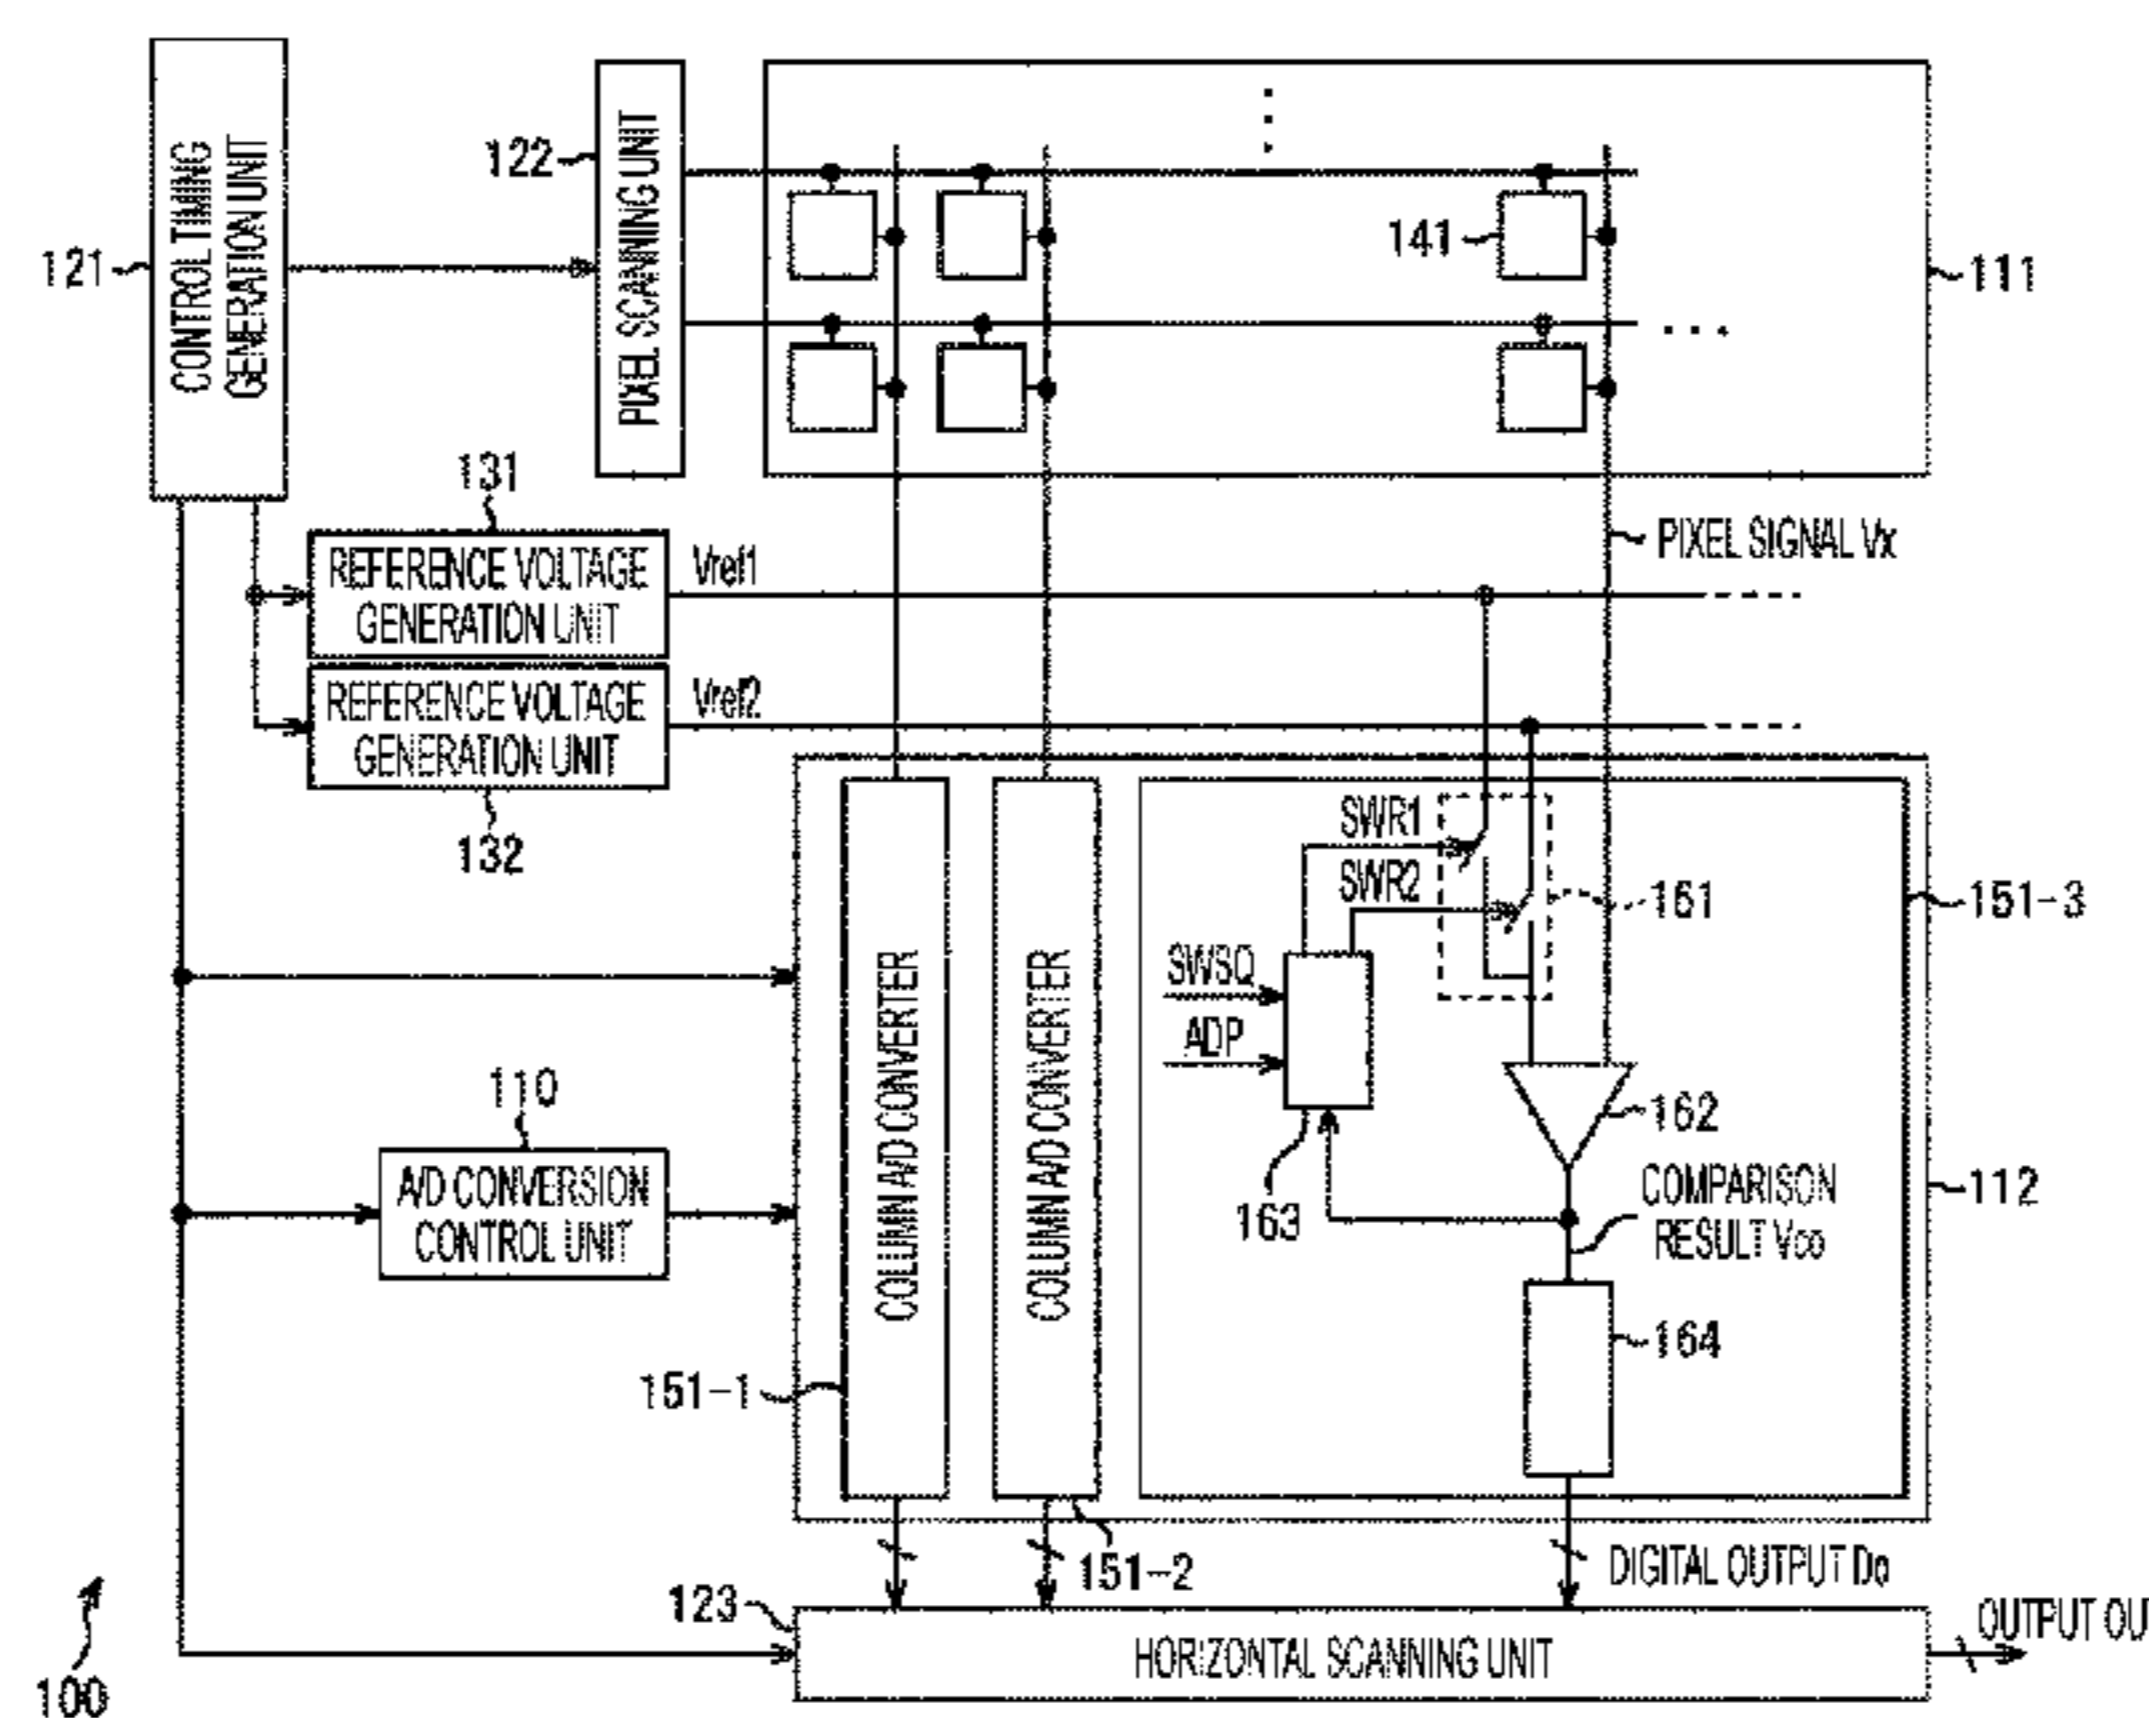 121
CONTROL TIMING
GENERATION UNIT
122
PIXEL SCANNING UNIT
141
111
131
REFERENCE VOLTAGE
GENERATION UNIT
Vref1
PIXEL SIGNAL Vx
REFERENCE VOLTAGE
GENERATION UNIT
Vref2
132
SWR1
SWR2
161
151-3
SWSQ
ADP
COLUMN A/D CONVERTER
COLUMN A/D CONVERTER
110
A/D CONVERSION
CONTROL UNIT
162
163
COMPARISON
RESULT Vco
112
164
151-1
151-2
DIGITAL OUTPUT Do
123
HORIZONTAL SCANNING UNIT
OUTPUT OU
100